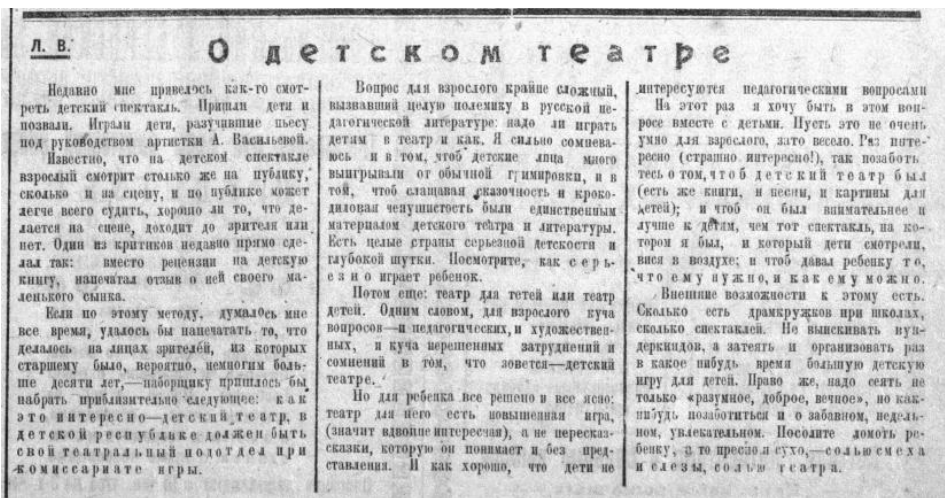 Л. В.
О детском театре
Недавно мне привелось как-то смот-
реть детский спектакль. Пришли дети и
позвали. Играли дети, разучившие пьесу
под руководством артистки А. Васильевой.
Известно, что на детском спектакле
взрослый смотрит столько же на публику,
сколько и на сцену, и по публике может
легче всего судить, хорошо ли то, что де-
лается на сцене, доходит до зрителя или
нет. Один из критиков недавно прямо сде-
лал так: вместо рецензии на детскую
книгу, напечатал отзыв о ней своего ма-
ленького сынка.
Если по этому методу, думалось мне
все время, удалось бы напечатать то, что
делалось на лицах зрителей, из которых
старшему было, вероятно, немногим боль-
ше десяти лет,—наборщику пришлось бы
набрать приблизительно следующее: как
это интересно—детский театр, в
детской республике должен быть
свой театральный подотдел при
комиссариате игры.
Вопрос для взрослого крайне сложный,
вызвавший целую полемику в русской пе-
дагогической литературе: надо ли играть
детям в театр и как. Я сильно сомнева-
юсь и в том, чтоб детские лица много
выигрывали от обычной гримировки, и в
той, чтоб слащавая сказочность и кроко-
диловая чепушистость были единственным
материалом детского театра и литературы.
Есть целые страны серьезной детскости и
глубокой шутки. Посмотрите, как серь-
езно играет ребенок.
Потом еще: театр для тетей или театр
детей. Одним словом, для взрослого куча
вопросов—и педагогических, и художествен-
ных, и куча нерешенных затруднений и
сомнений в том, что зовется—детский
театре.
Но для ребенка все решено и все ясно:
театр для него есть повышенная игра,
(значит вдвойне интересная), а не пересказ-
сказки, которую он понимает и без пред-
ставления. И как хорошо, что дети не
интересуются педагогическими вопросами
На этот раз я хочу быть в этом воп-
росе вместе с детьми. Пусть это не очень
умно для взрослого, зато весело. Раз инте-
ресно (страшно интересно!), так позаботь
тесь о том, чтоб детский театр был
(есть же книги, и песни, и картины для
детей); и чтоб он был внимательнее и
лучше к детям, чем тот спектакль, на ко-
тором я был, и который дети смотрели,
вися в воздухе; и чтоб давал ребенку то,
что ему нужно, и как ему можно.
Внешние возможности к этому есть.
Сколько есть драмкружков при школах,
сколько спектаклей. Не выискивать вун-
деркиндов, а затеять и организовать раз
в какое нибудь время большую детскую
игру для детей. Право же, надо сеять не
только «разумное, доброе, вечное», но как-
нибудь позаботиться и о забавном, недель-
ном, увлекательном. Посолите ломоть ре-
бенку, а то пресно и сухо,—солью смеха
и слезы, солью театра.